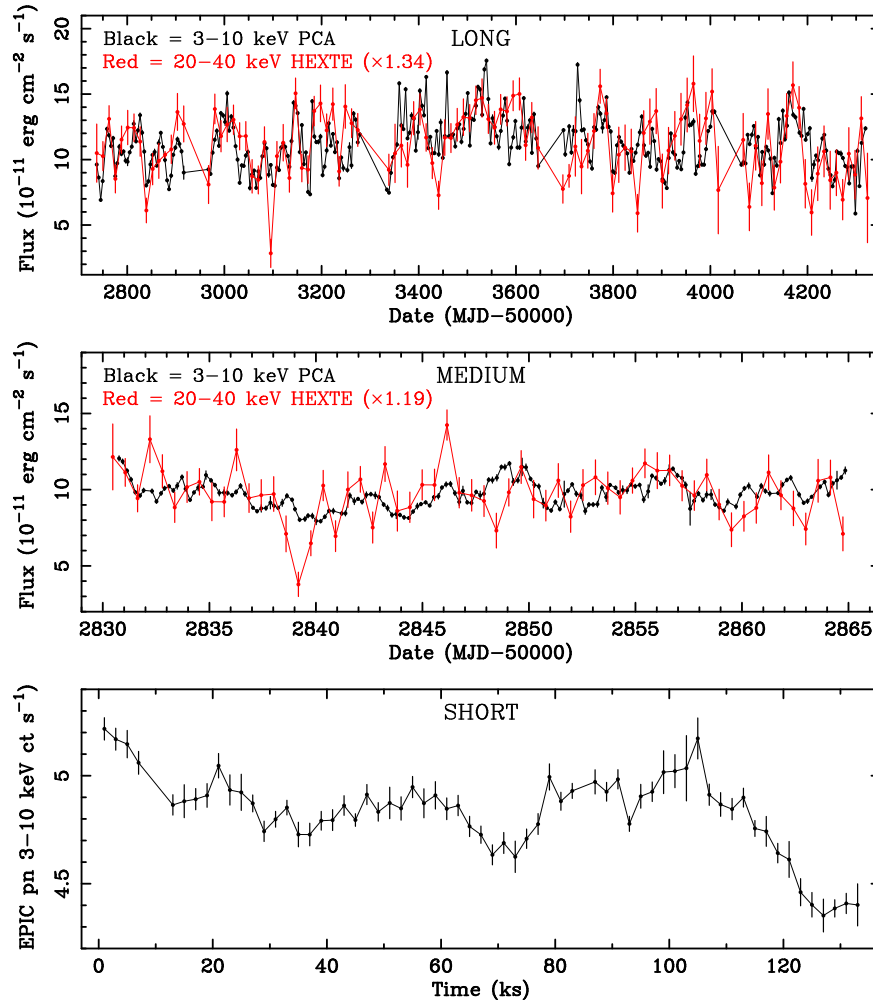 Black = 3−10 keV PCA
LONG
Red = 20−40 keV HEXTE (×1.34)
Flux (10⁻¹¹ erg cm⁻² s⁻¹)
20
15
10
5
2800 3000 3200 3400 3600 3800 4000 4200
Date (MJD−50000)
Black = 3−10 keV PCA
MEDIUM
Red = 20−40 keV HEXTE (×1.19)
Flux (10⁻¹¹ erg cm⁻² s⁻¹)
15
10
5
2830 2835 2840 2845 2850 2855 2860 2865
Date (MJD−50000)
SHORT
EPIC pn 3−10 keV ct s⁻¹
5
4.5
0 20 40 60 80 100 120
Time (ks)